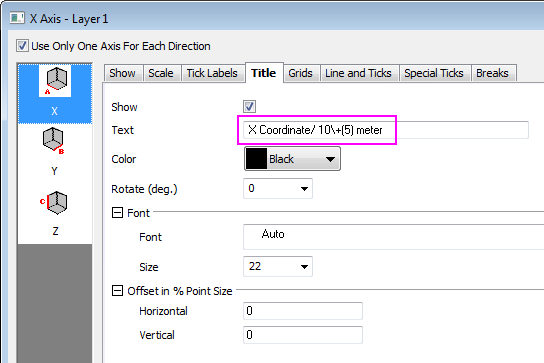 X Axis - Layer1
Use Only One Axis For Each Direction
Show Scale Tick Labels Title Grids Line and Ticks Special Ticks Breaks
A
X
B
Y
C
Z
Show
Text X Coordinate/ 10\+(5) meter
Color Black
Rotate (deg.) 0
Font
Font Auto
Size 22
Offset in % Point Size
Horizontal 0
Vertical 0